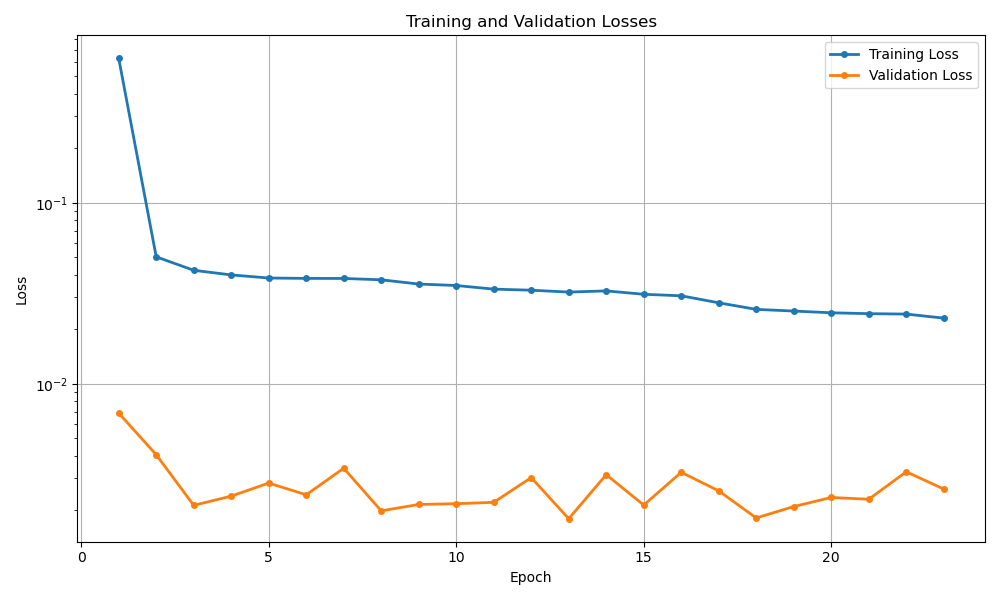 Training and Validation Losses
Training Loss
Validation Loss
10⁻¹
10⁻²
Loss
0 5 10 15 20
Epoch